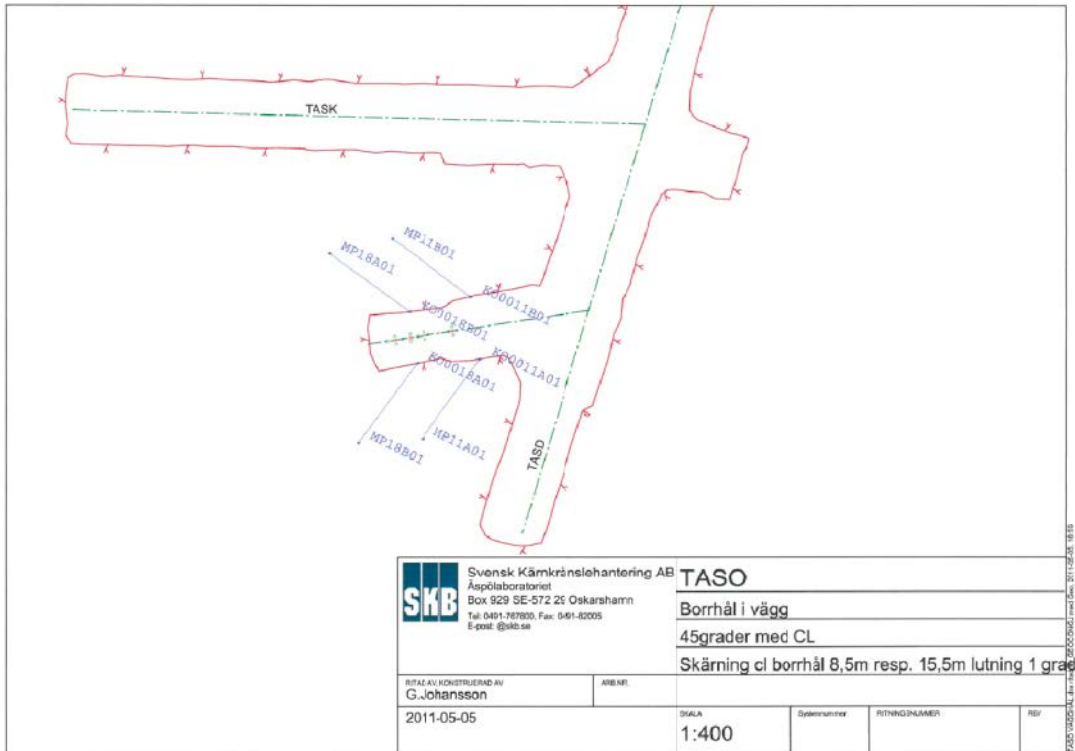 TASK
MP11B01
MP18A01
KO0011B01
KO0018B01
KO0011A01
KO0018A01
MP11A01
MP18B01
TASD
SKB
Svensk Kärnkränslehantering AB
Äspölaboratoriet
Box 929 SE-572 29 Oskarshamn
Tel: 0491-767800, Fax: 0491-82005
E-post: @skb.se
TASO
Borrhål i vägg
45grader med CL
Skärning cl borrhål 8,5m resp. 15,5m lutning 1 grad
RITAD AV, KONSTRUERAD AV
G.Johansson
ARB.NR.
2011-05-05
SKALA
1:400
Systemnummer
RITNINGSNUMMER
REV